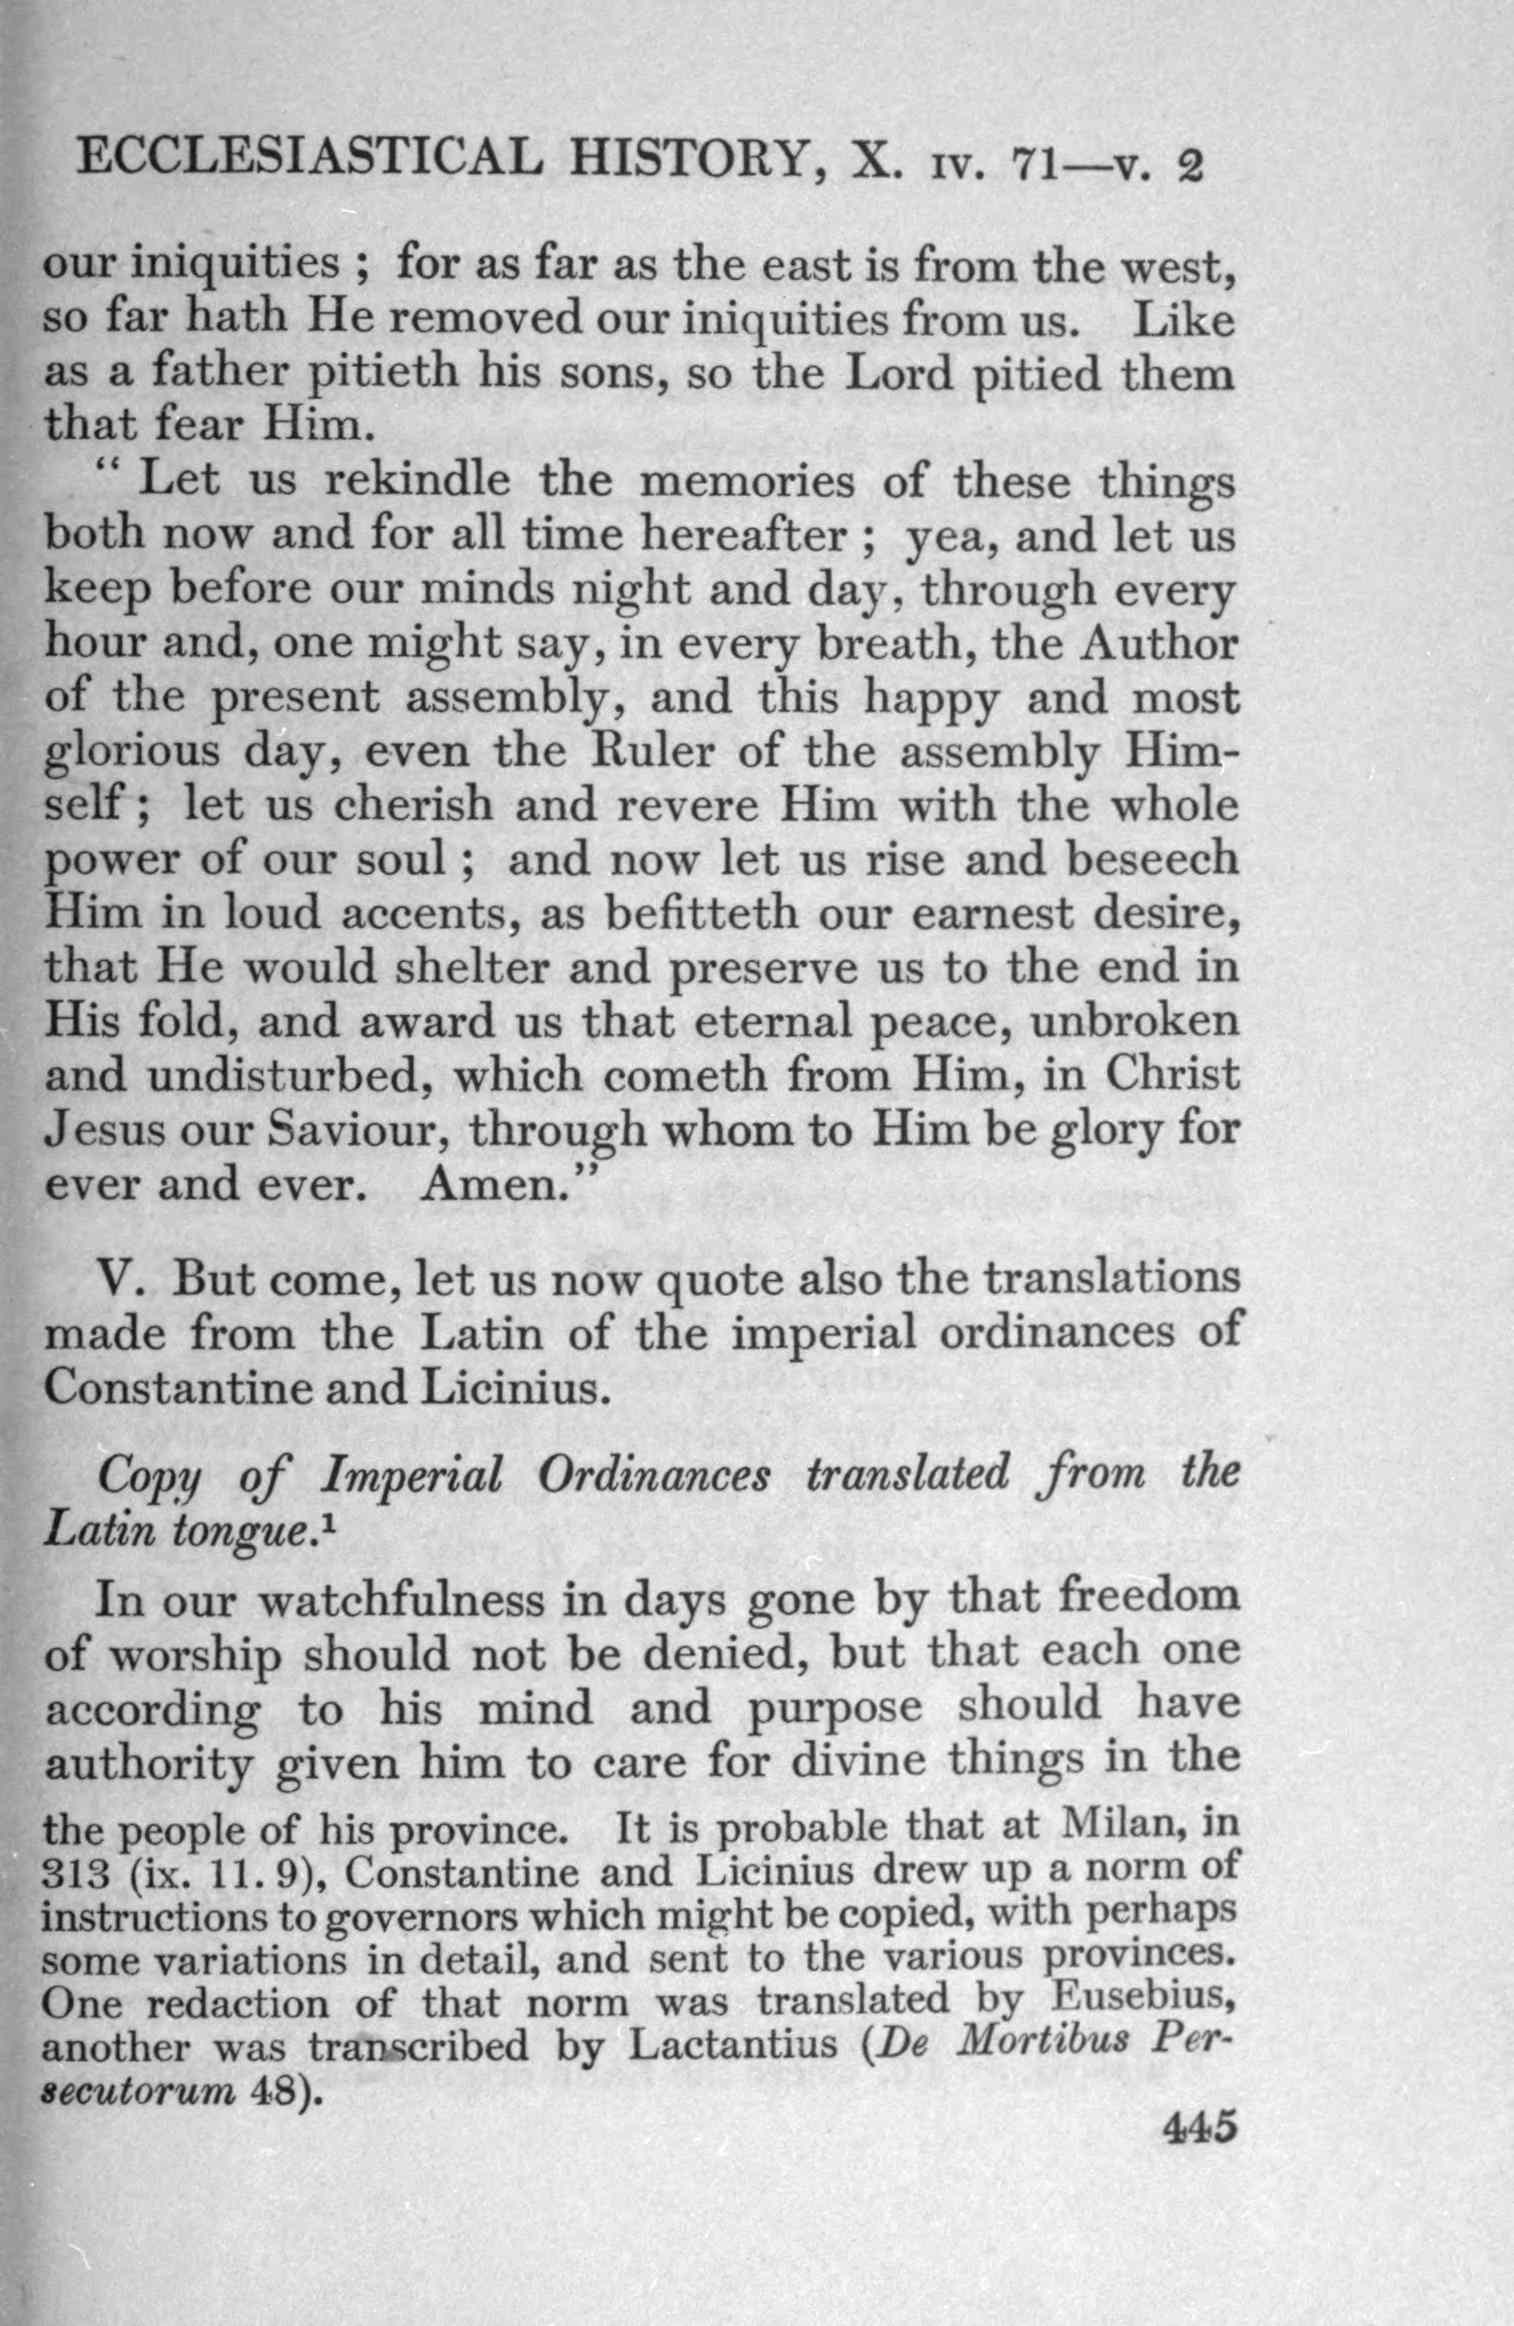 ECCLESIASTICAL HISTORY, X. IV. 71—V. 2
our iniquities ; for as far as the east is from the west,
so far hath He removed our iniquities from us. Like
as a father pitieth his sons, so the Lord pitied them
that fear Him.
“ Let us rekindle the memories of these things
both now and for all time hereafter ; yea, and let us
keep before our minds night and day, through every
hour and, one might say, in every breath, the Author
of the present assembly, and this happy and most
glorious day, even the Ruler of the assembly Him-
self ; let us cherish and revere Him with the whole
power of our soul ; and now let us rise and beseech
Him in loud accents, as befitteth our earnest desire,
that He would shelter and preserve us to the end in
His fold, and award us that eternal peace, unbroken
and undisturbed, which cometh from Him, in Christ
Jesus our Saviour, through whom to Him be glory for
ever and ever. Amen.”
V. But come, let us now quote also the translations
made from the Latin of the imperial ordinances of
Constantine and Licinius.
Copy of Imperial Ordinances translated from the
Latin tongue.¹
In our watchfulness in days gone by that freedom
of worship should not be denied, but that each one
according to his mind and purpose should have
authority given him to care for divine things in the
the people of his province. It is probable that at Milan, in
313 (ix. 11. 9), Constantine and Licinius drew up a norm of
instructions to governors which might be copied, with perhaps
some variations in detail, and sent to the various provinces.
One redaction of that norm was translated by Eusebius,
another was transcribed by Lactantius (De Mortibus Per-
secutorum 48).
445